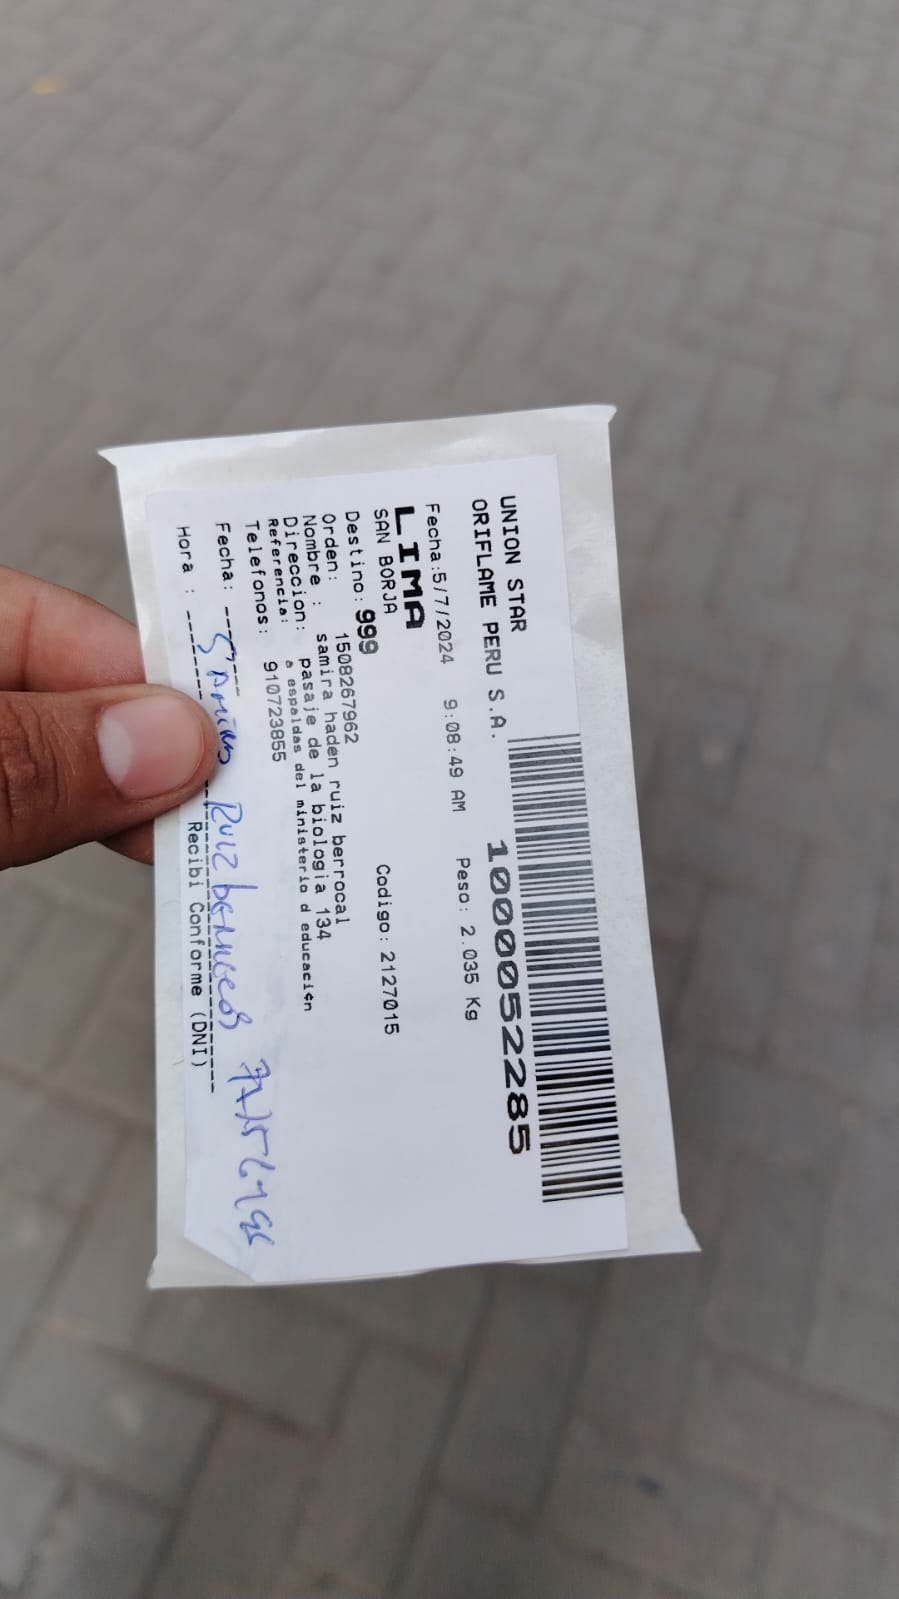 UNION STAR
ORIFLAME PERU S.A.
1000052285
Fecha:5/7/2024 9:08:49 AM Peso: 2.035 Kg
LIMA
SAN BORJA Codigo: 2127015
Destino: 999
Orden: 1508267962
Nombre : samira haden ruiz berrocal
Direccion: pasaje de la biologia 134
Referencia: a espaldas del ministerio d educaci¢n
Telefonos: 910723855
Fecha: Ruiz
Hora :
Recibi Conforme (DNI)